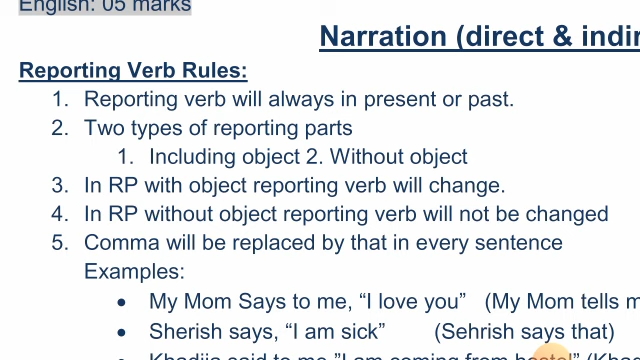 English: 05 marks
Narration (direct & indir
Reporting Verb Rules:
1. Reporting verb will always in present or past.
2. Two types of reporting parts
1. Including object 2. Without object
3. In RP with object reporting verb will change.
4. In RP without object reporting verb will not be changed
5. Comma will be replaced by that in every sentence
Examples:
• My Mom Says to me, “I love you” (My Mom tells m
• Sherish says, “I am sick” (Sehrish says that)
• Khadija said to me,”I am coming from hostel” (Khad